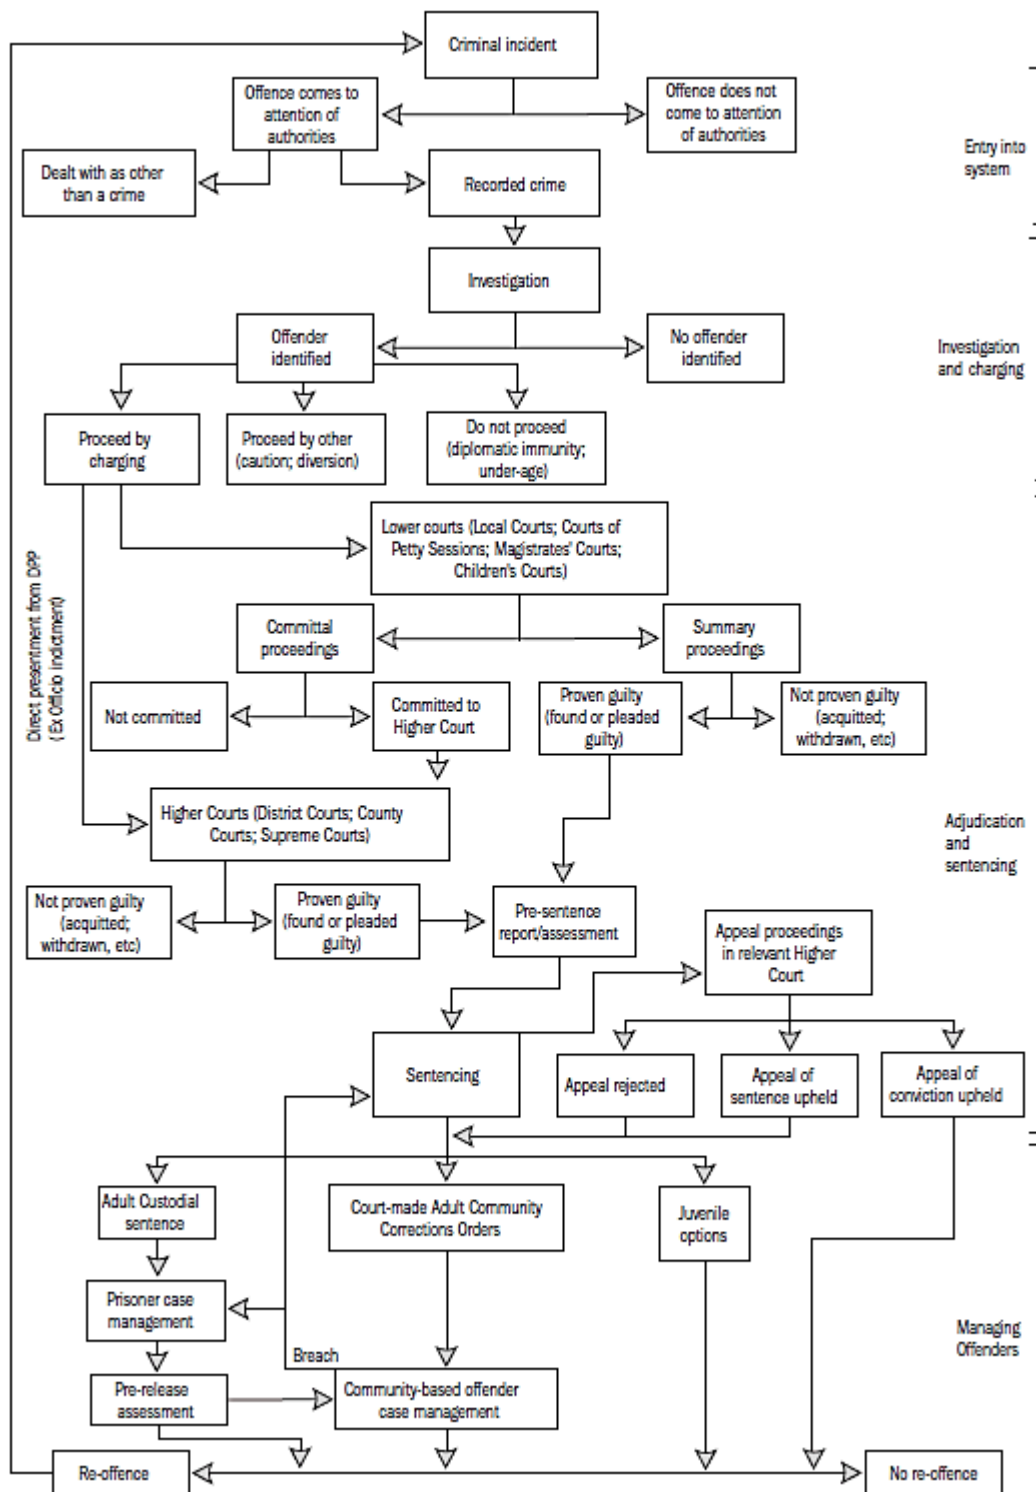 Criminal incident
Offence comes to
attention of
authorities
Offence does not
come to attention
of authorities
Entry into
system
Dealt with as other
than a crime
Recorded crime
Investigation
Offender
identified
No offender
identified
Investigation
and charging
Proceed by
charging
Proceed by other
(caution; diversion)
Do not proceed
(diplomatic immunity;
under-age)
Lower courts (Local Courts; Courts of
Petty Sessions; Magistrates' Courts;
Children's Courts)
Direct presentment from DPP
( Ex Officio indictment)
Committal
proceedings
Summary
proceedings
Not committed
Committed to
Higher Court
Proven guilty
(found or pleaded
guilty)
Not proven guilty
(acquitted;
withdrawn, etc)
Higher Courts (District Courts; County
Courts; Supreme Courts)
Adjudication
and
sentencing
Not proven guilty
(acquitted;
withdrawn, etc)
Proven guilty
(found or pleaded
guilty)
Pre-sentence
report/assessment
Appeal proceedings
in relevant Higher
Court
Sentencing
Appeal rejected
Appeal of
sentence upheld
Appeal of
conviction upheld
Adult Custodial
sentence
Court-made Adult Community
Corrections Orders
Juvenile
options
Prisoner case
management
Managing
Offenders
Breach
Pre-release
assessment
Community-based offender
case management
Re-offence
No re-offence